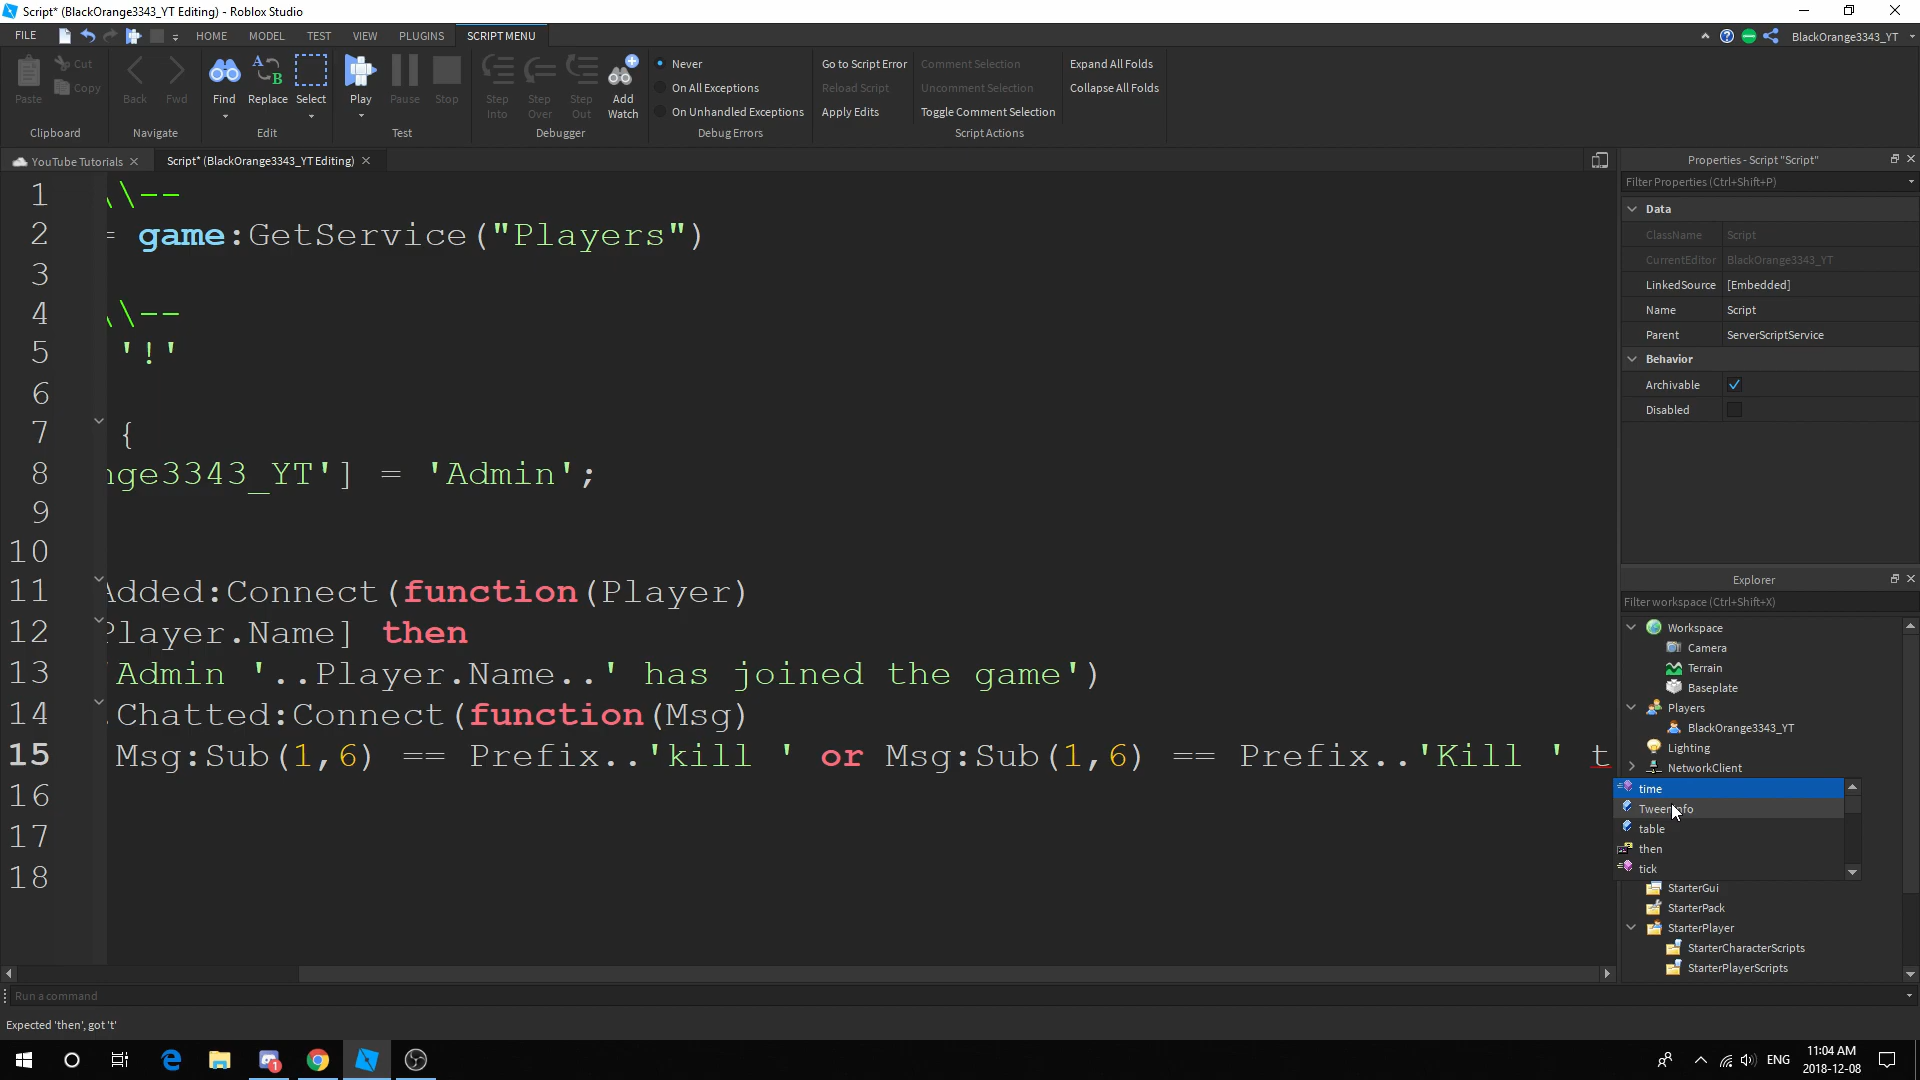 Script* (BlackOrange3343_YT Editing) - Roblox Studio
FILE HOME MODEL TEST VIEW PLUGINS SCRIPT MENU BlackOrange3343_YT
Paste Cut Copy Clipboard
Back Fwd Navigate
Find Replace Select Edit
Play Pause Stop Test
Step Into Step Over Step Out Add Watch Debugger
Never
On All Exceptions
On Unhandled Exceptions
Debug Errors
Go to Script Error Comment Selection
Reload Script Uncomment Selection
Apply Edits Toggle Comment Selection
Script Actions
Expand All Folds
Collapse All Folds
YouTube Tutorials
Script* (BlackOrange3343_YT Editing)
1 \\--
2 = game:GetService("Players")
3
4 \\--
5 '!'
6
7 {
8 nge3343_YT'] = 'Admin';
9
10
11 Added:Connect(function(Player)
12 Player.Name] then
13 'Admin '..Player.Name..' has joined the game')
14 .Chatted:Connect(function(Msg)
15 Msg:Sub(1,6) == Prefix..'kill ' or Msg:Sub(1,6) == Prefix..'Kill ' t
16
17
18
time
TweenInfo
table
then
tick
Properties - Script "Script"
Filter Properties (Ctrl+Shift+P)
Data
ClassName Script
CurrentEditor BlackOrange3343_YT
LinkedSource [Embedded]
Name Script
Parent ServerScriptService
Behavior
Archivable
Disabled
Explorer
Filter workspace (Ctrl+Shift+X)
Workspace
Camera
Terrain
Baseplate
Players
BlackOrange3343_YT
Lighting
NetworkClient
StarterGui
StarterPack
StarterPlayer
StarterCharacterScripts
StarterPlayerScripts
Run a command
Expected 'then', got 't'
1
ENG
11:04 AM
2018-12-08